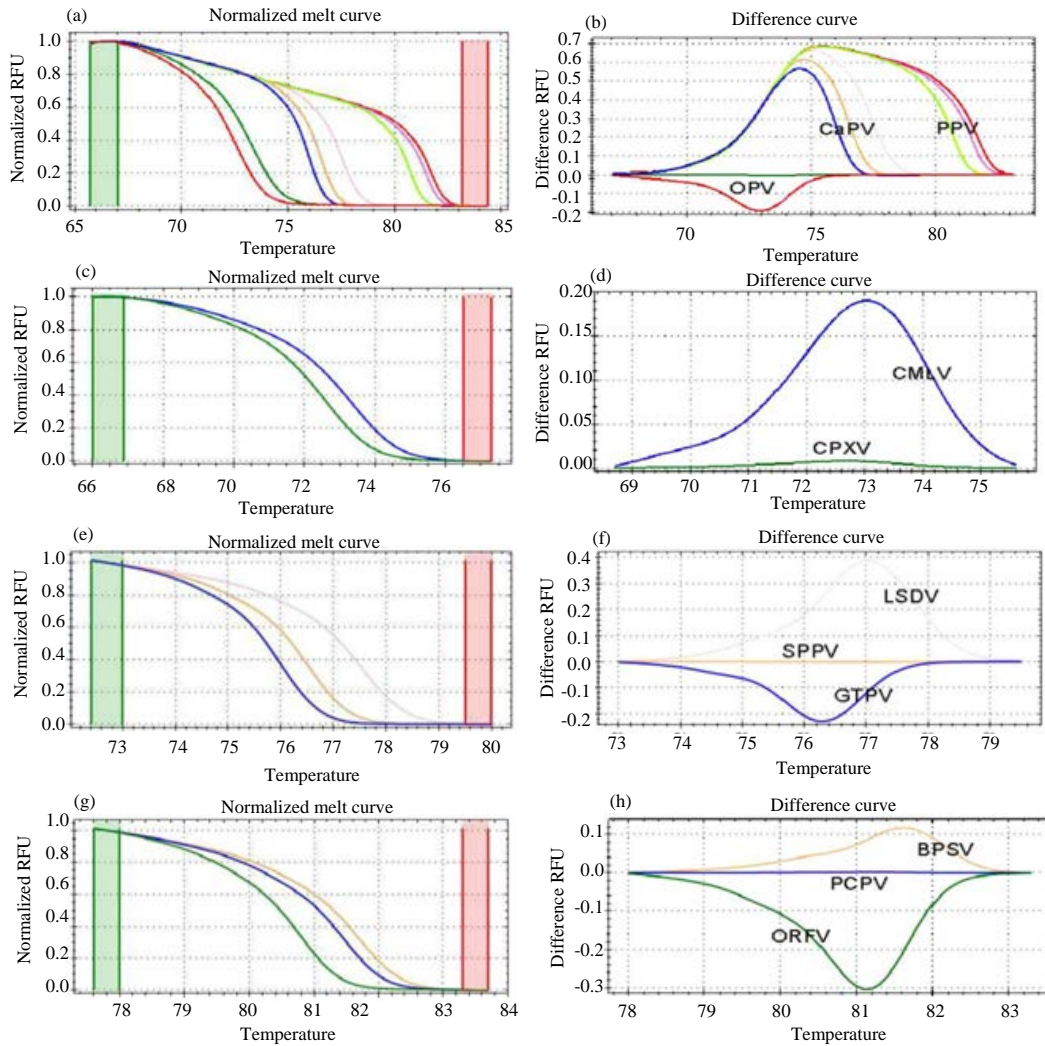 (a)
Normalized melt curve
Normalized RFU
1.0
0.8
0.6
0.4
0.2
0.0
65 70 75 80 85
Temperature
(b)
Difference curve
Difference RFU
0.7
0.6
0.5
0.4
0.3
0.2
0.1
0
-0.1
-0.2
CaPV
PPV
OPV
70 75 80
Temperature
(c)
Normalized melt curve
Normalized RFU
1.0
0.8
0.6
0.4
0.2
0.0
66 68 70 72 74 76
Temperature
(d)
Difference curve
Difference RFU
0.20
0.15
0.10
0.05
0.00
CMLV
CPXV
69 70 71 72 73 74 75
Temperature
(e)
Normalized melt curve
Normalized RFU
1.0
0.8
0.6
0.4
0.2
0.0
73 74 75 76 77 78 79 80
Temperature
(f)
Difference curve
Difference RFU
0.4
0.3
0.2
0.1
0.0
-0.1
-0.2
LSDV
SPPV
GTPV
73 74 75 76 77 78 79
Temperature
(g)
Normalized melt curve
Normalized RFU
1.0
0.8
0.6
0.4
0.2
0.0
78 79 80 81 82 83 84
Temperature
(h)
Difference curve
Difference RFU
0.1
0.0
-0.1
-0.2
-0.3
BPSV
PCPV
ORFV
78 79 80 81 82 83
Temperature